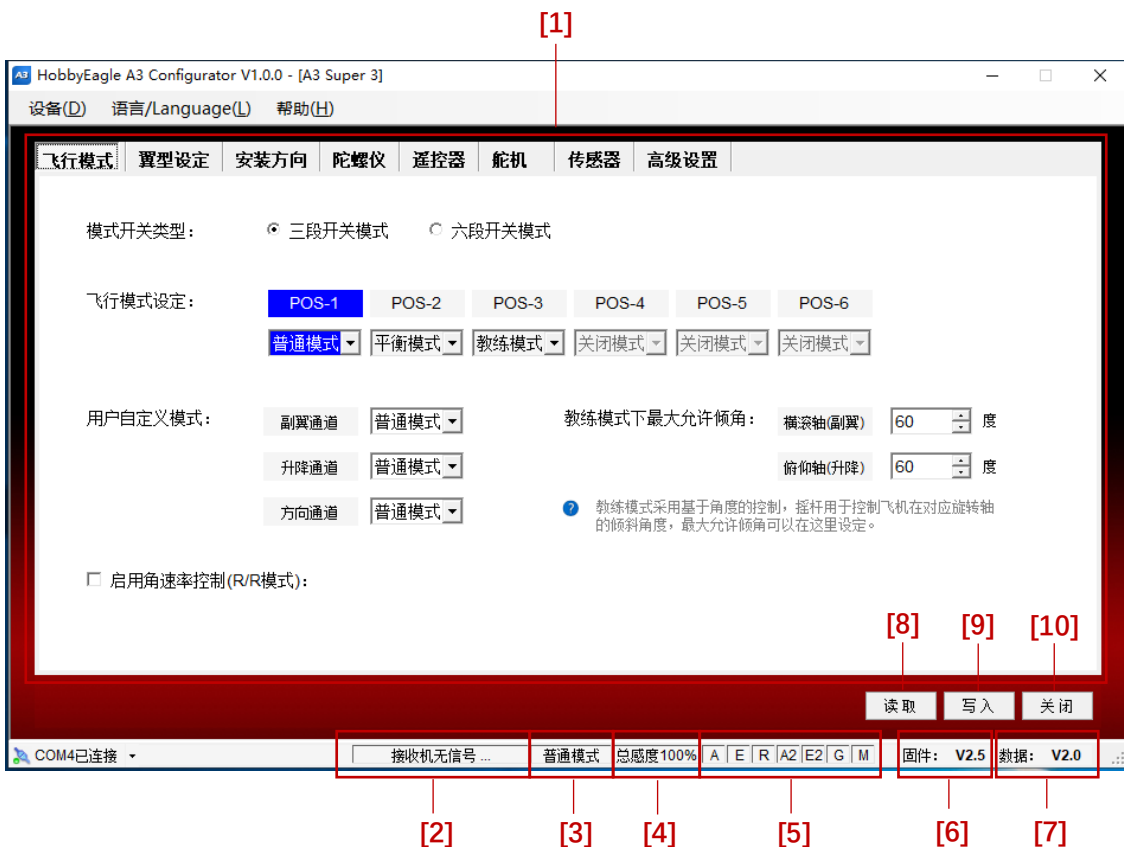 [1]
A3 HobbyEagle A3 Configurator V1.0.0 - [A3 Super 3]
设备(D) 语言/Language(L) 帮助(H)
飞行模式 翼型设定 安装方向 陀螺仪 遥控器 舵机 传感器 高级设置
模式开关类型： 三段开关模式 六段开关模式
飞行模式设定： POS-1 POS-2 POS-3 POS-4 POS-5 POS-6
普通模式 平衡模式 教练模式 关闭模式 关闭模式 关闭模式
用户自定义模式： 副翼通道 普通模式 教练模式下最大允许倾角： 横滚轴(副翼) 60 度
升降通道 普通模式 俯仰轴(升降) 60 度
方向通道 普通模式 ? 教练模式采用基于角度的控制，摇杆用于控制飞机在对应旋转轴
的倾斜角度，最大允许倾角可以在这里设定。
启用角速率控制(R/R模式)：
[8] [9] [10]
读取 写入 关闭
COM4已连接 接收机无信号 ... 普通模式 总感度100% A E R A2 E2 G M 固件： V2.5 数据： V2.0
[2] [3] [4] [5] [6] [7]